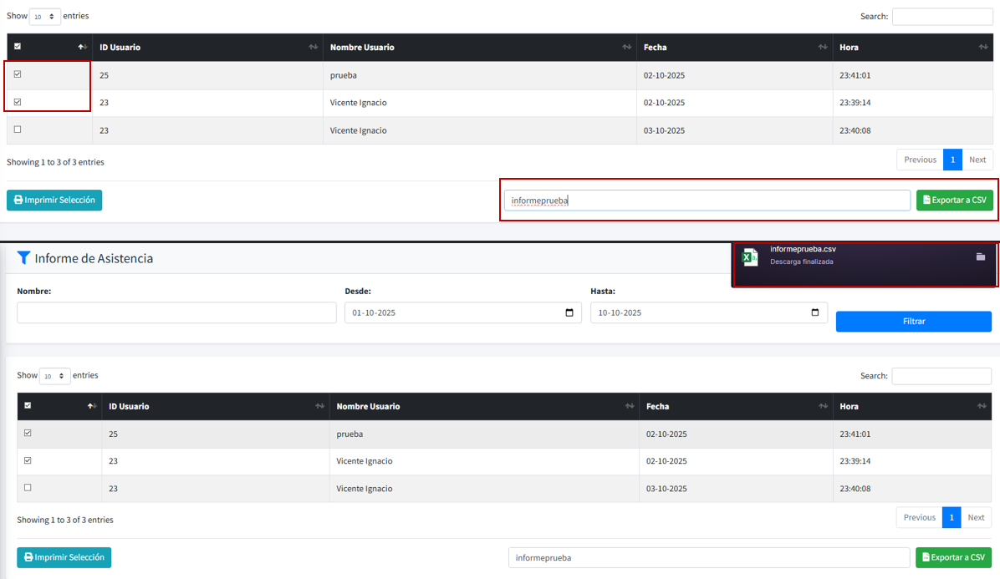 Show 10 entries Search:
ID Usuario Nombre Usuario Fecha Hora
25 prueba 02-10-2025 23:41:01
23 Vicente Ignacio 02-10-2025 23:39:14
23 Vicente Ignacio 03-10-2025 23:40:08
Showing 1 to 3 of 3 entries Previous 1 Next
Imprimir Selección informeprueba Exportar a CSV
Informe de Asistencia
informeprueba.csv
Descarga finalizada
Nombre: Desde: Hasta:
01-10-2025 10-10-2025 Filtrar
Show 10 entries Search:
ID Usuario Nombre Usuario Fecha Hora
25 prueba 02-10-2025 23:41:01
23 Vicente Ignacio 02-10-2025 23:39:14
23 Vicente Ignacio 03-10-2025 23:40:08
Showing 1 to 3 of 3 entries Previous 1 Next
Imprimir Selección informeprueba Exportar a CSV